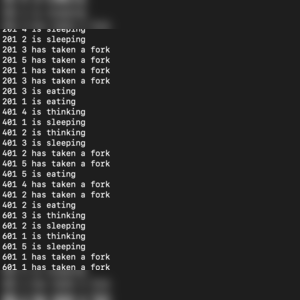 201 4 is sleeping
201 2 is sleeping
201 3 has taken a fork
201 5 has taken a fork
201 1 has taken a fork
201 3 has taken a fork
201 3 is eating
201 1 is eating
401 4 is thinking
401 1 is sleeping
401 2 is thinking
401 3 is sleeping
401 2 has taken a fork
401 5 has taken a fork
401 5 is eating
401 4 has taken a fork
401 2 has taken a fork
401 2 is eating
601 3 is thinking
601 2 is sleeping
601 1 is thinking
601 5 is sleeping
601 1 has taken a fork
601 1 has taken a fork